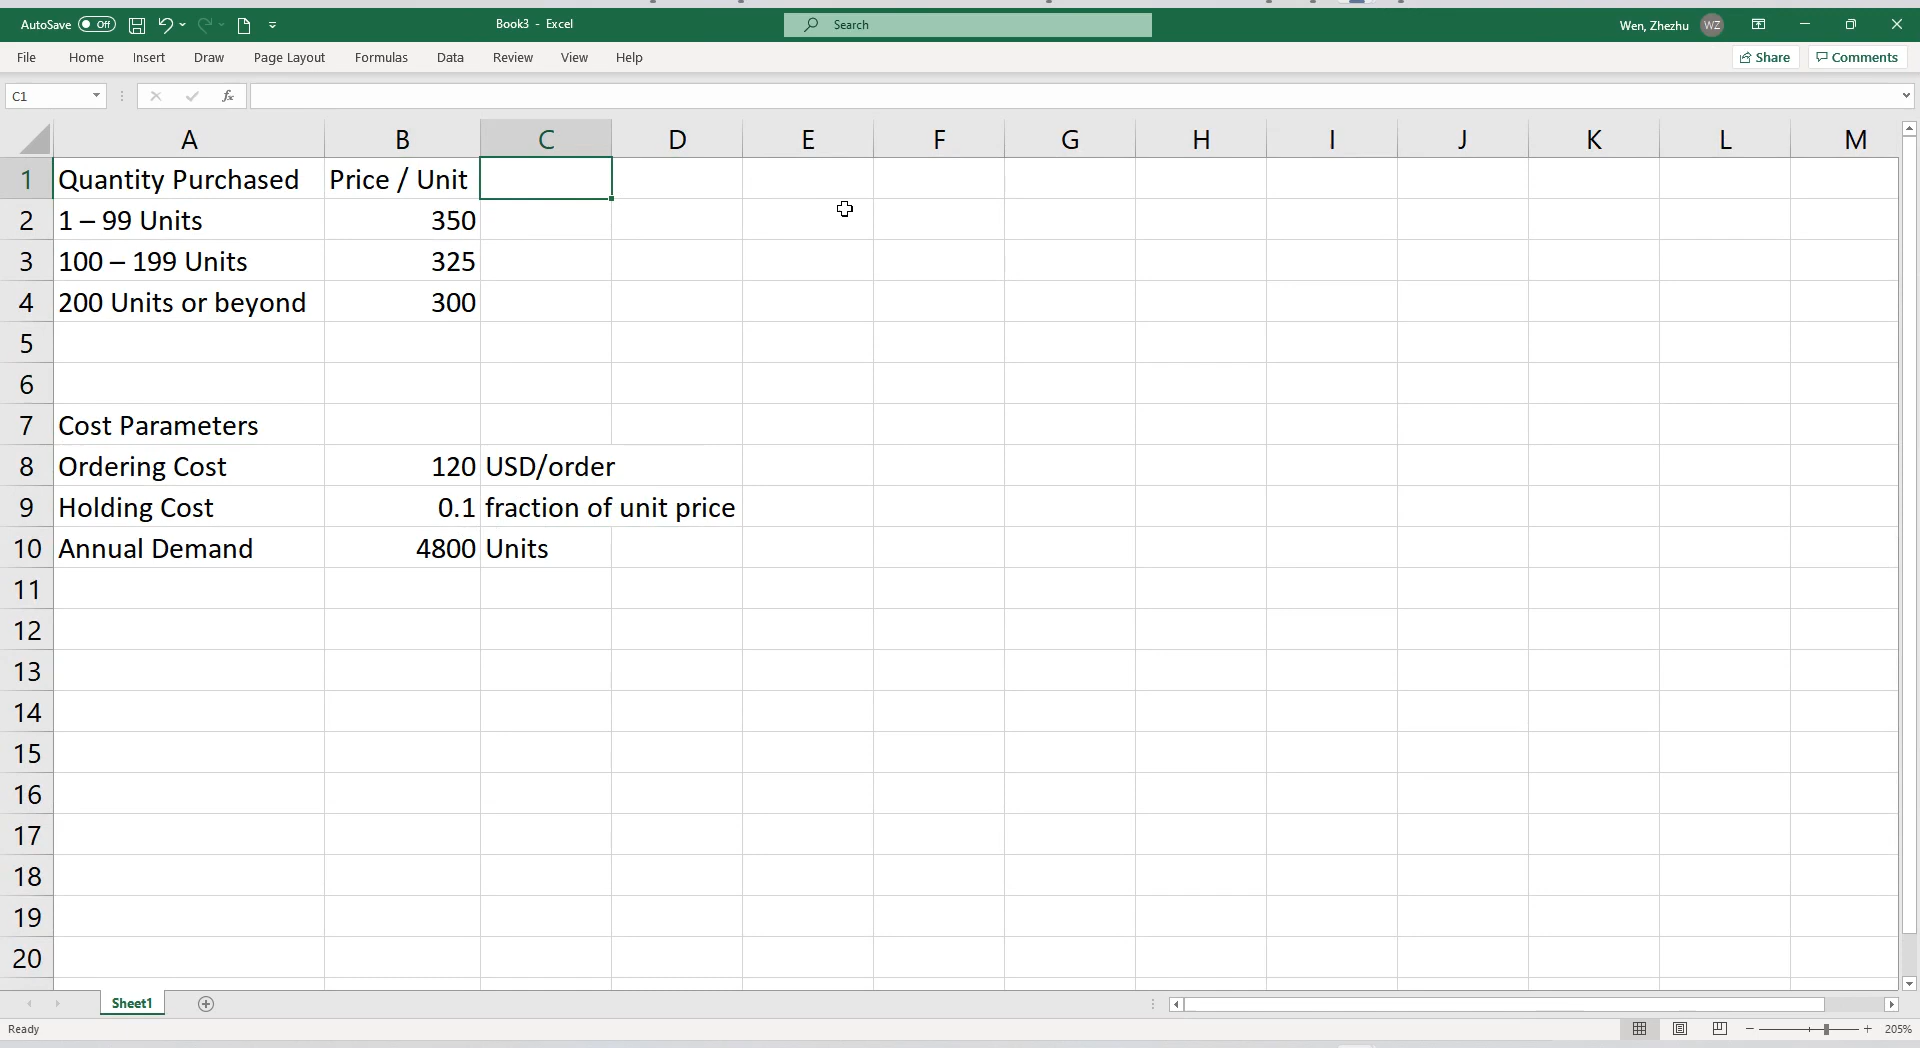 AutoSave Off
Book3 - Excel
Search
Wen, Zhezhu WZ
File Home Insert Draw Page Layout Formulas Data Review View Help
Share Comments
C1 fx
A B C D E F G H I J K L M
1 Quantity Purchased Price / Unit
2 1 – 99 Units 350
3 100 – 199 Units 325
4 200 Units or beyond 300
5
6
7 Cost Parameters
8 Ordering Cost 120 USD/order
9 Holding Cost 0.1 fraction of unit price
10 Annual Demand 4800 Units
11
12
13
14
15
16
17
18
19
20
Sheet1
Ready
205%